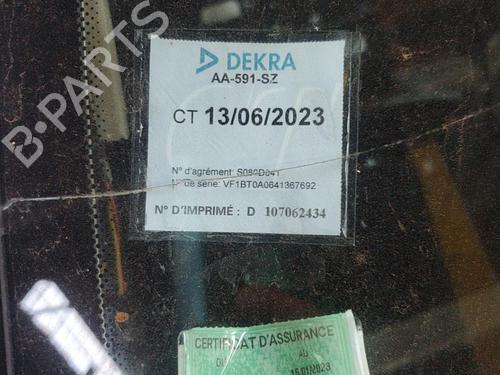 B-PARTS
DEKRA
AA-591-SZ
CT 13/06/2023
N° d'agrément:
N° de série: VF1BT0A0641367692
N° D'IMPRIMÉ : D 107062434
CERTIFICAT D'ASSURANCE
DU AU
15/01/2023